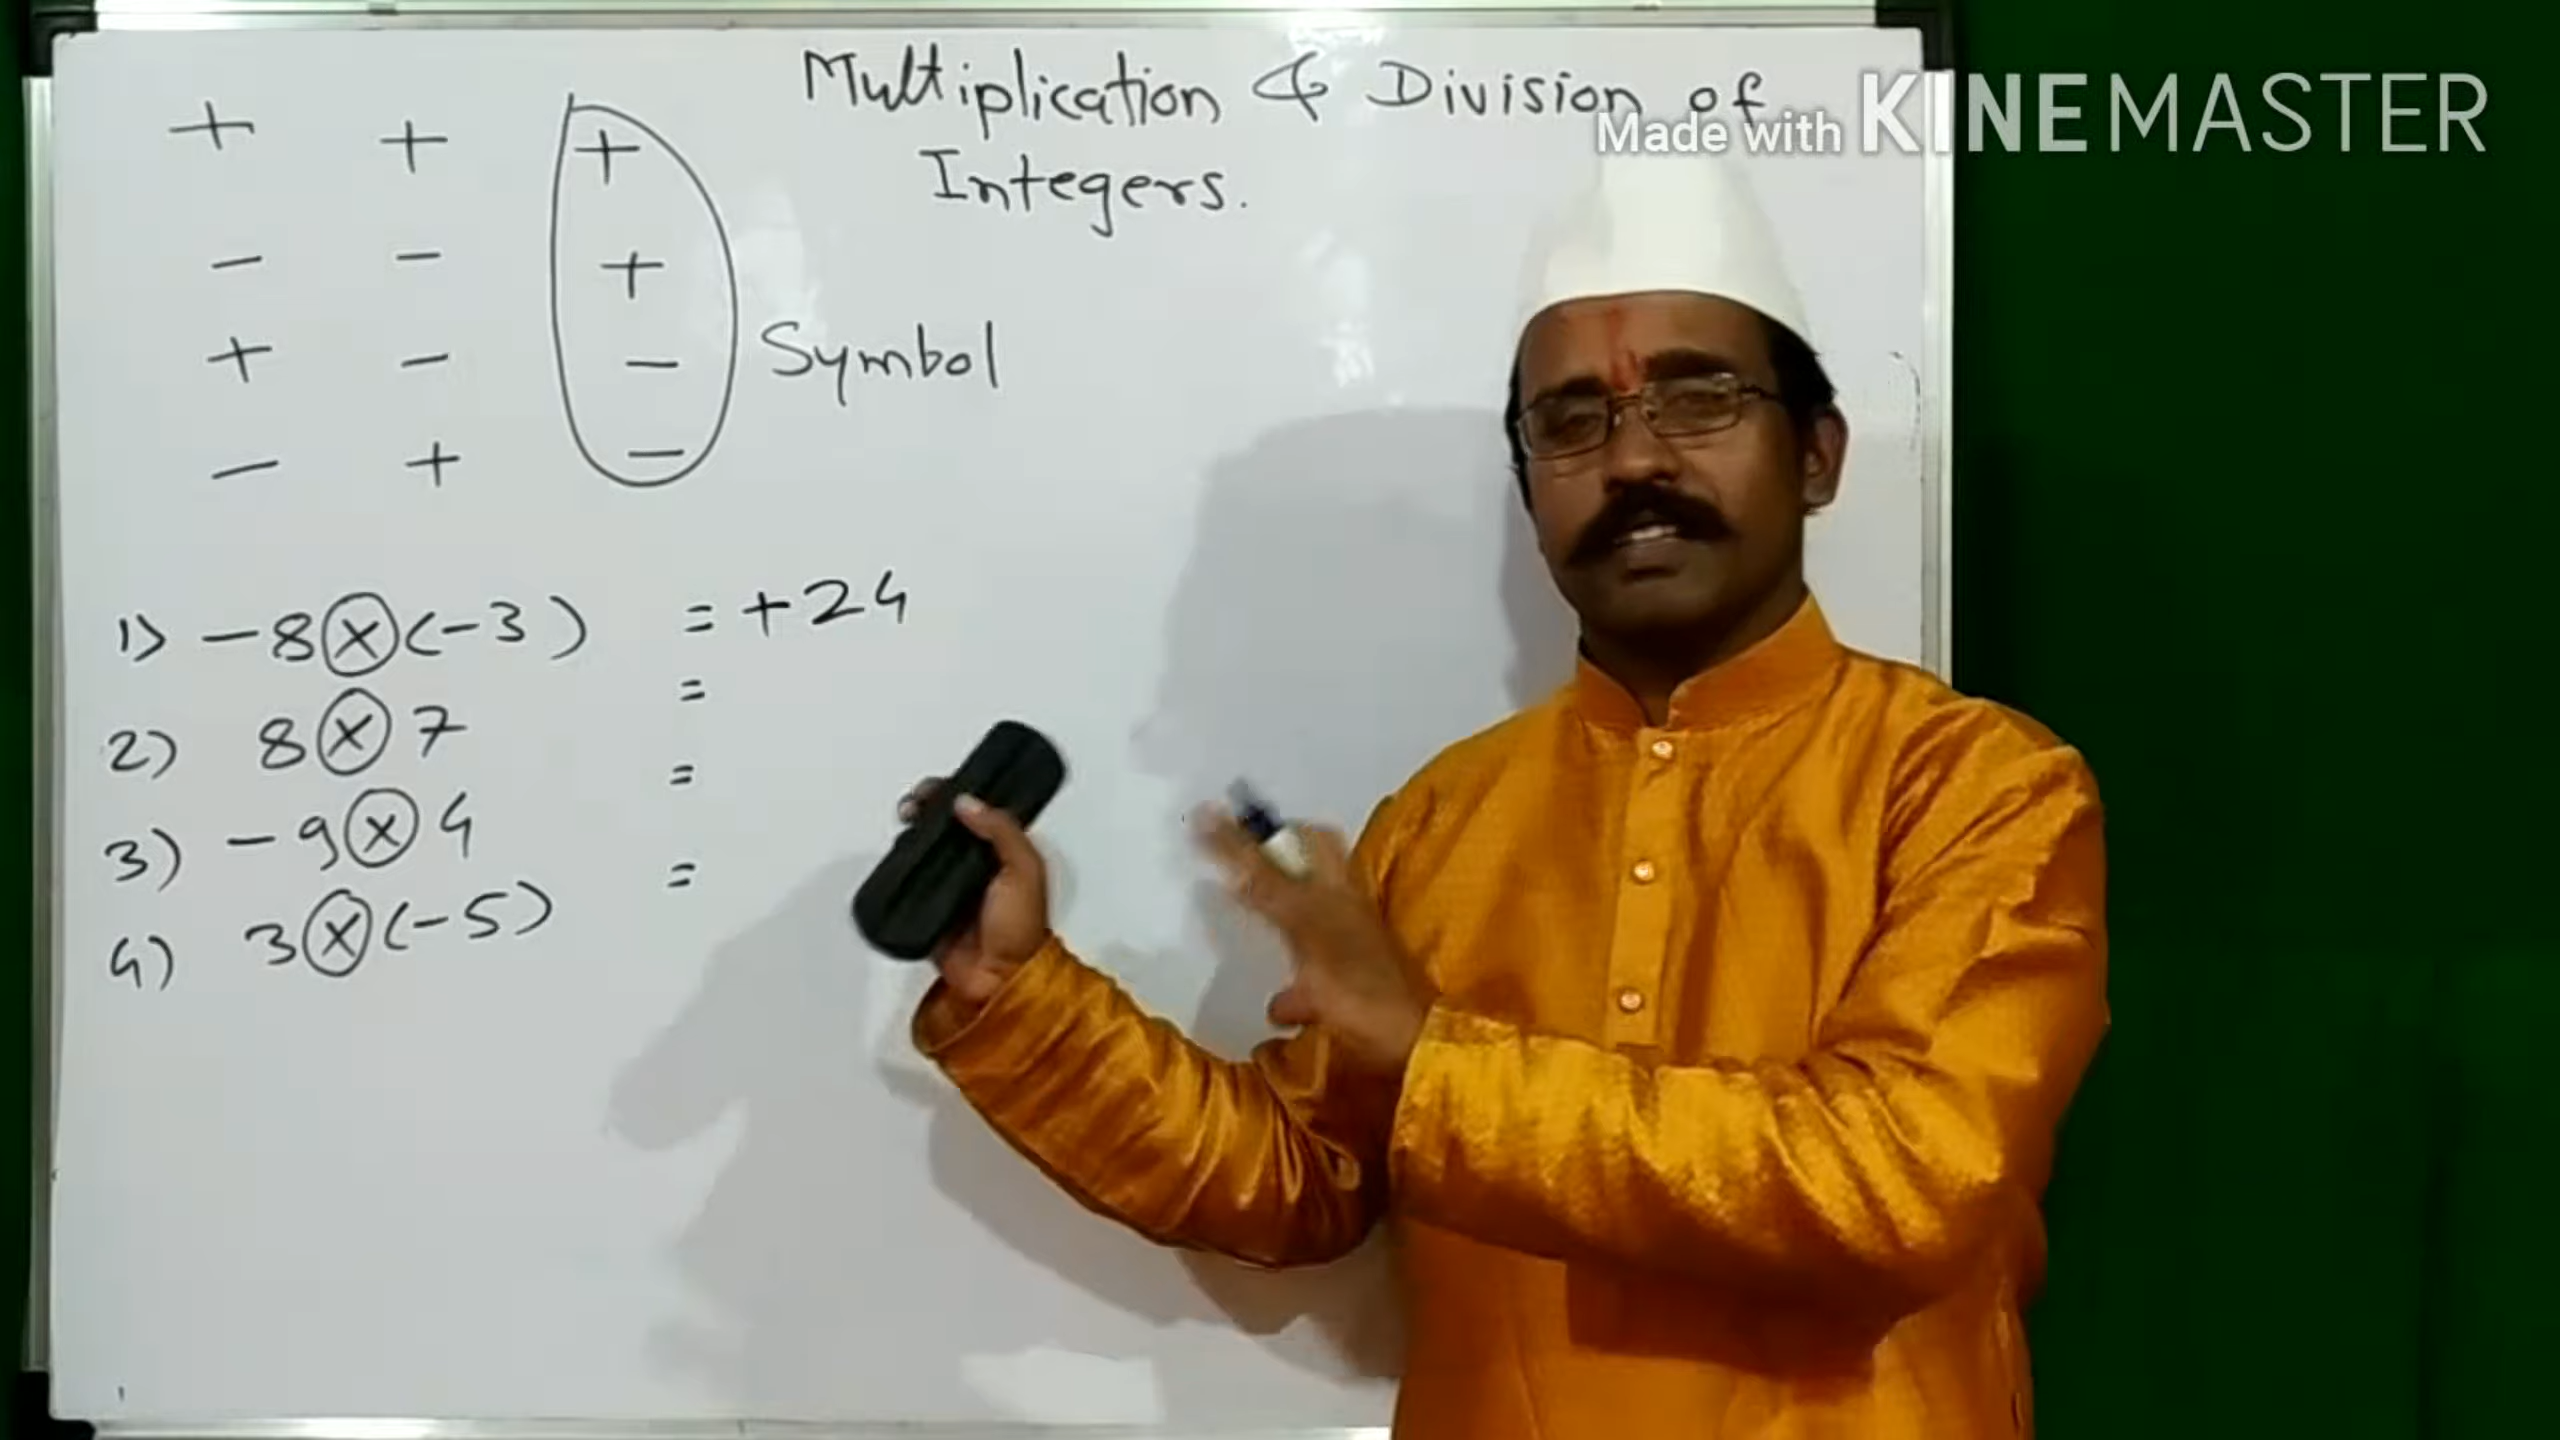 Multiplication & Division of
Integers.
Made with KINEMASTER
+ + +
- - +
+ - -
- + -
Symbol
1) -8 × (-3) = +24
2) 8 × 7 =
3) -9 × 4 =
4) 3 × (-5) =